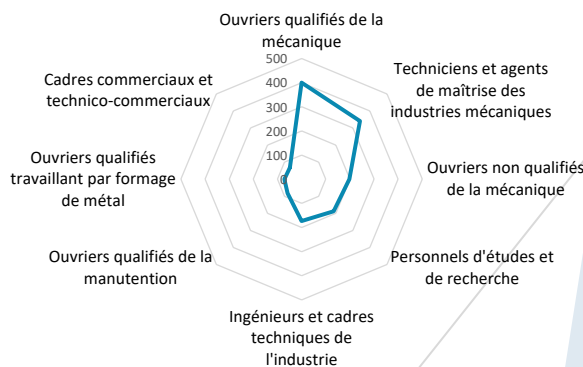 Ouvriers qualifiés de la
mécanique
Techniciens et agents
de maîtrise des
industries mécaniques
Ouvriers non qualifiés
de la mécanique
Personnels d'études et
de recherche
Ingénieurs et cadres
techniques de
l'industrie
Ouvriers qualifiés de la
manutention
Ouvriers qualifiés
travaillant par formage
de métal
Cadres commerciaux et
technico-commerciaux
500
400
300
200
100
0